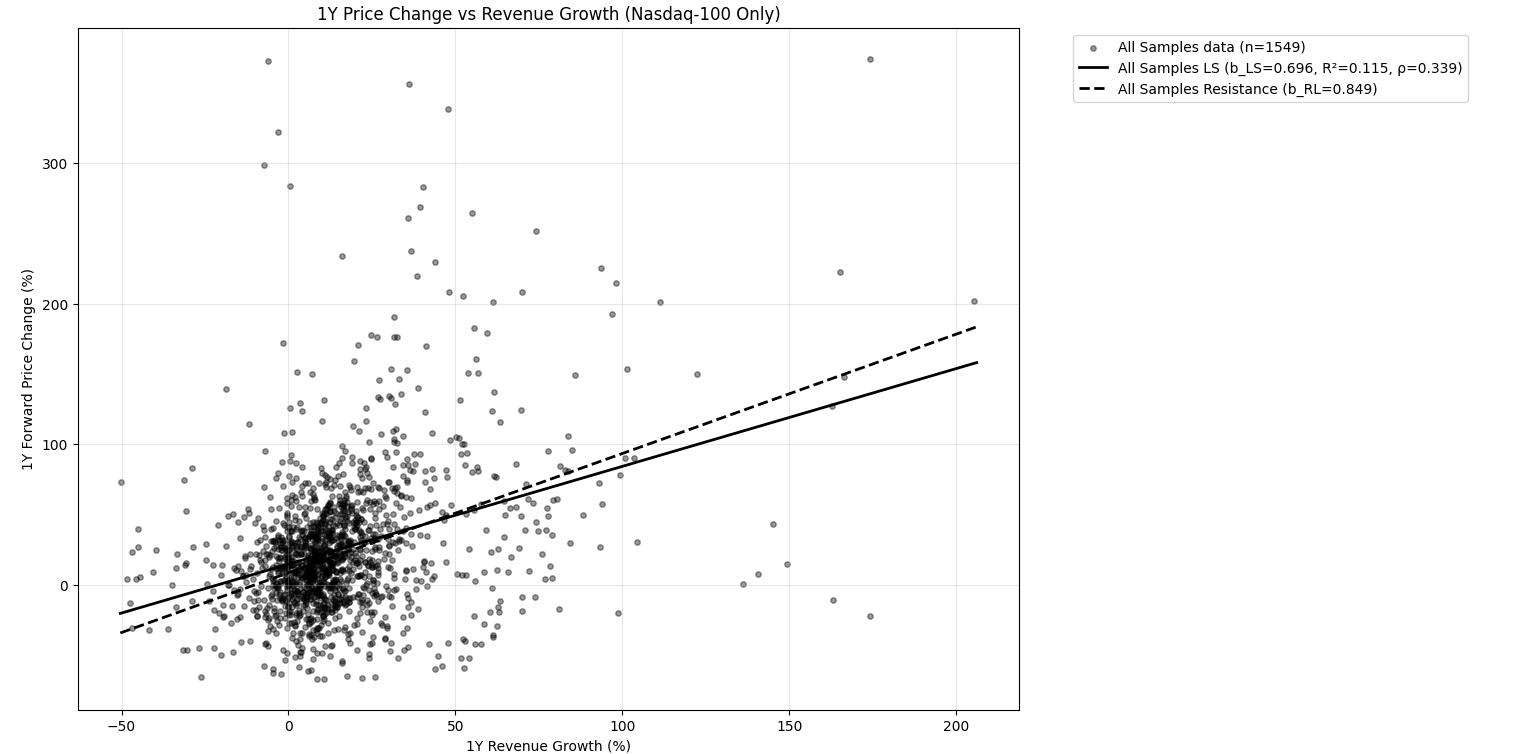 1Y Price Change vs Revenue Growth (Nasdaq-100 Only)
All Samples data (n=1549)
All Samples LS (b_LS=0.696, R²=0.115, ρ=0.339)
All Samples Resistance (b_RL=0.849)
1Y Forward Price Change (%)
300
200
100
0
−50 0 50 100 150 200
1Y Revenue Growth (%)